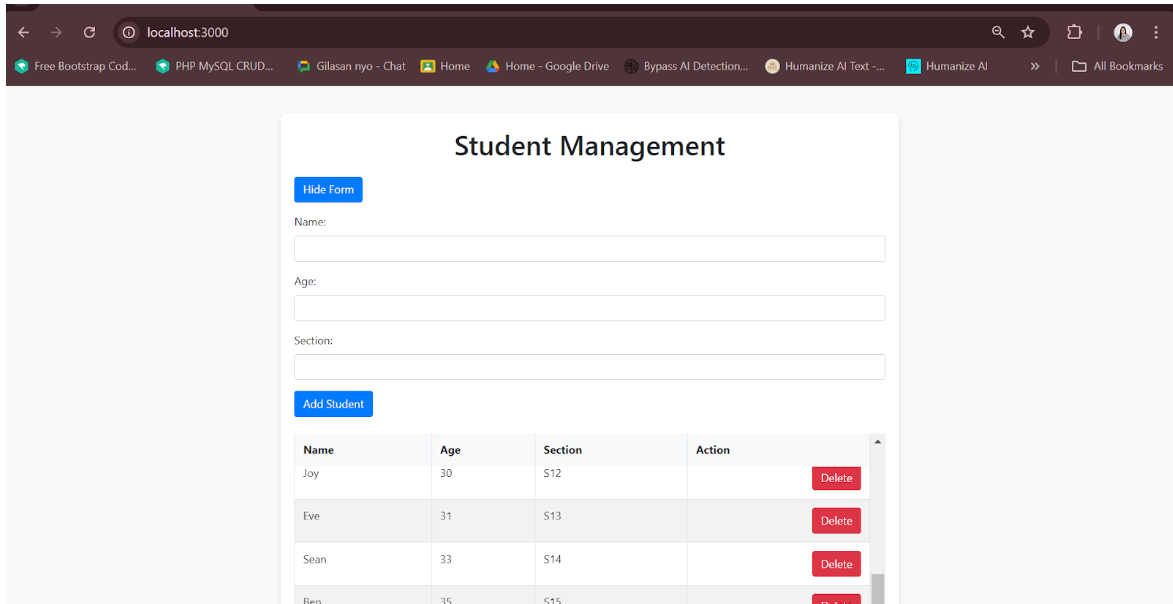 localhost:3000
Free Bootstrap Cod... PHP MySQL CRUD... Gilasan nyo - Chat Home Home - Google Drive Bypass AI Detection... Humanize AI Text -... Humanize AI » All Bookmarks
Student Management
Hide Form
Name:
Age:
Section:
Add Student
Name Age Section Action
Joy 30 S12 Delete
Eve 31 S13 Delete
Sean 33 S14 Delete
Ben 35 S15 Delete